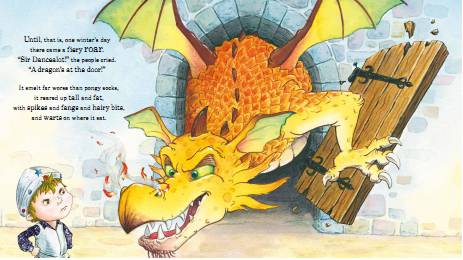 Until, that is, one winter's day
there came a fiery roar.
"Sir Dancealot!" the people cried.
"A dragon's at the door!"
It smelt far worse than pongy socks,
it reared up tall and fat,
with spikes and fangs and hairy bits,
and warts on where it sat.